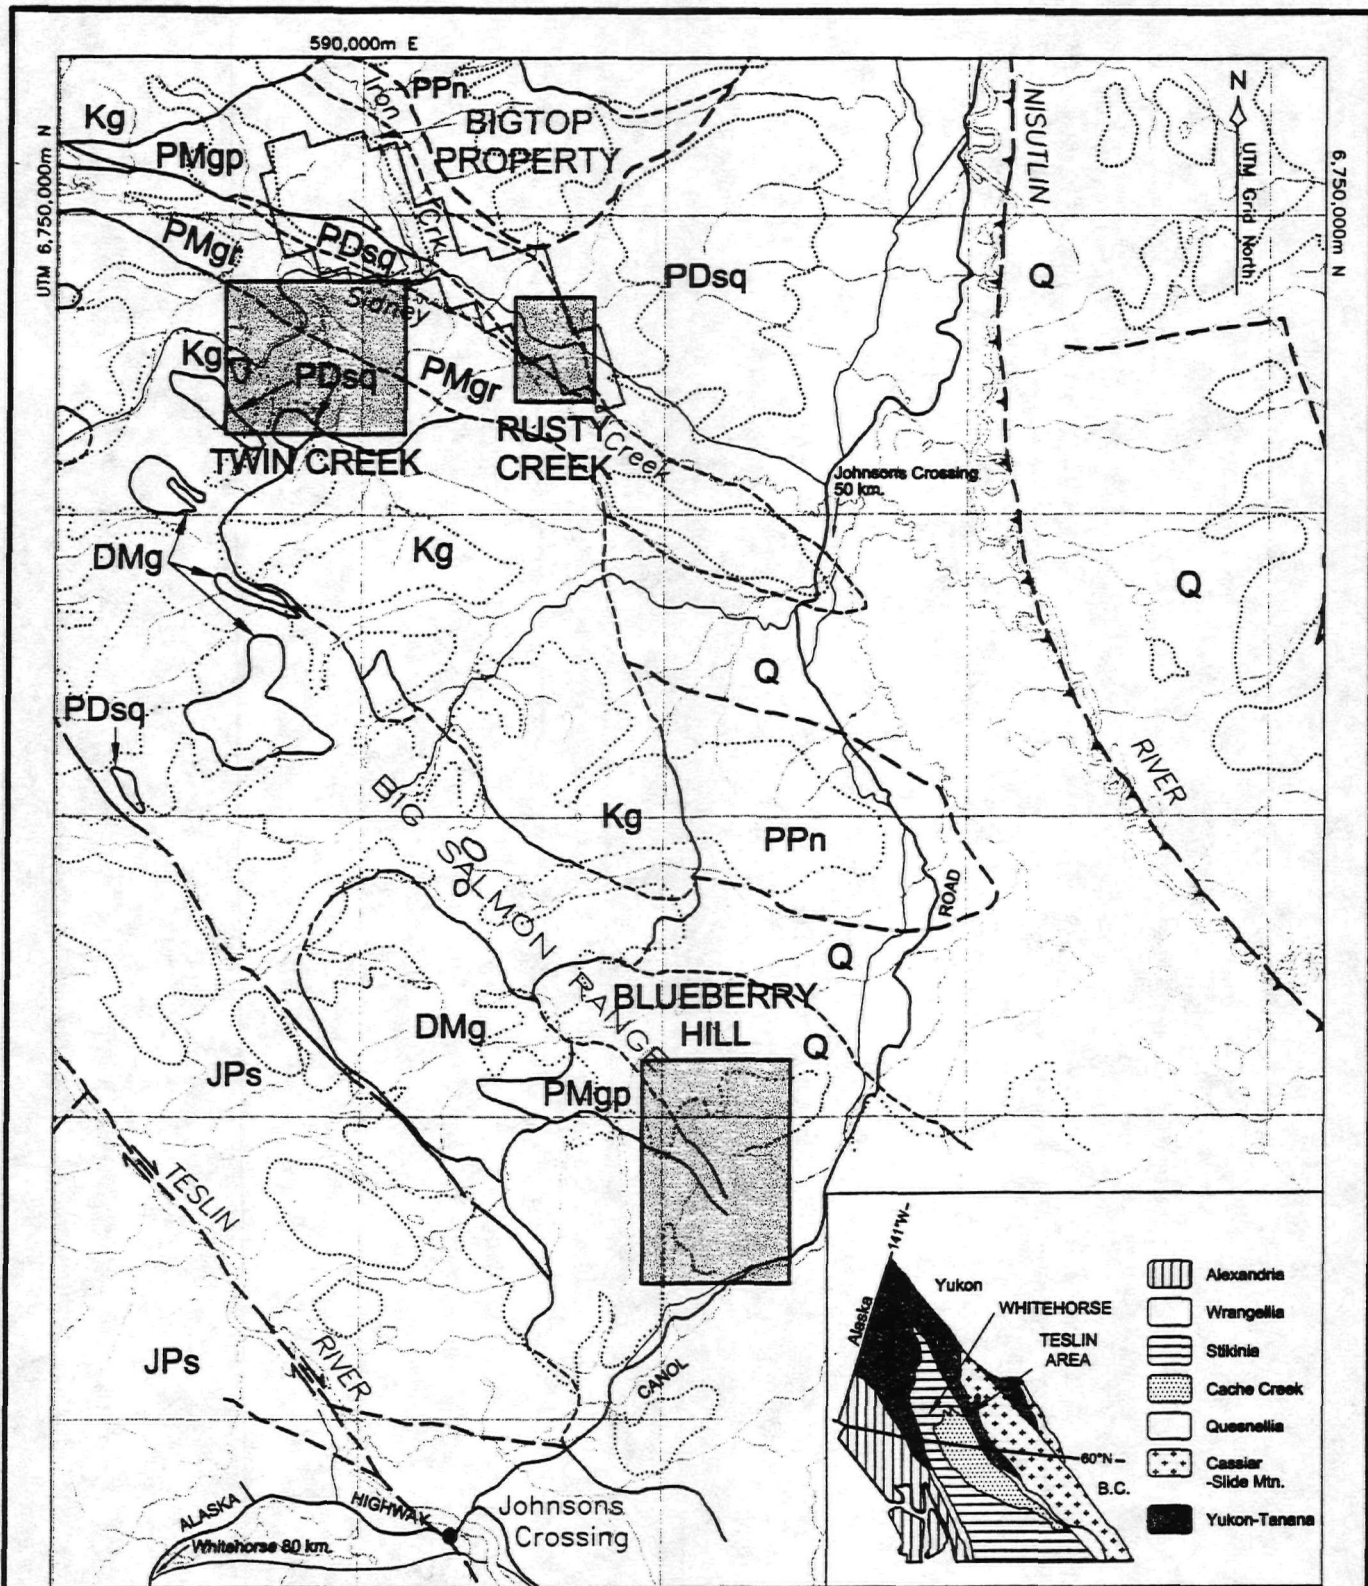 590,000m E
UTM 6,750,000m N
6,750,000m N
N
UTM Grid North
Kg
PPn
Iron
Crk
BIGTOP
PROPERTY
PMgp
NISUTLIN
PMgr
PDsq
PDsq
Q
Sidney
Kg
PDsq
PMgr
TWIN CREEK
RUSTY
CREEK
Creek
Johnson's Crossing
50 km.
DMg
Kg
Q
Q
PDsq
RIVER
BIG
SALMON
RANGE
Kg
PPn
ROAD
Q
BLUEBERRY
HILL
DMg
Q
JPs
PMgp
TESLIN
RIVER
JPs
CANOL
ALASKA
HIGHWAY
Whitehorse 80 km.
Johnsons
Crossing
141°W
Yukon
Alaska
WHITEHORSE
TESLIN
AREA
60°N
B.C.
Alexandria
Wrangellia
Stikinia
Cache Creek
Quesnellia
Cassiar
-Slide Mtn.
Yukon-Tanana